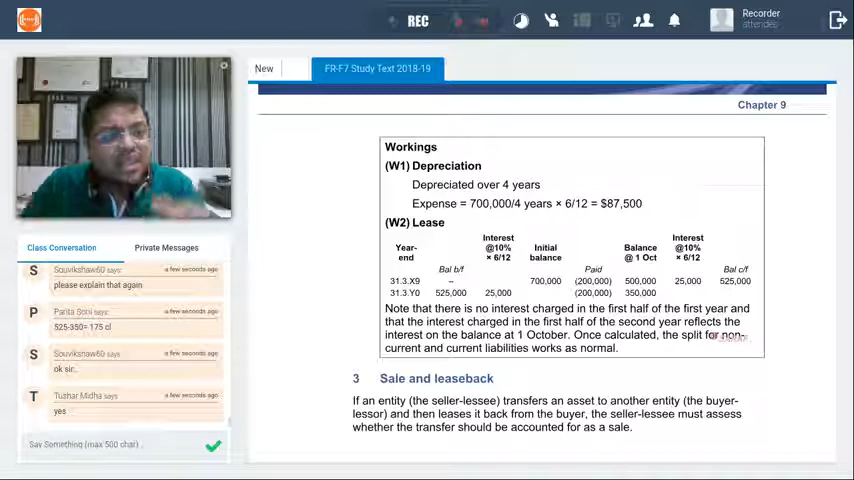 REC
Recorder
attendes
New
FR-F7 Study Text 2018-19
Chapter 9
Workings
(W1) Depreciation
Depreciated over 4 years
Expense = 700,000/4 years × 6/12 = $87,500
(W2) Lease
Year-end Interest @10% × 6/12 Initial balance Balance @ 1 Oct Interest @10% × 6/12
Bal b/f Paid Bal c/f
31.3.X9 – 700,000 (200,000) 500,000 25,000 525,000
31.3.Y0 525,000 25,000 (200,000) 350,000
Note that there is no interest charged in the first half of the first year and
that the interest charged in the first half of the second year reflects the
interest on the balance at 1 October. Once calculated, the split for non-
current and current liabilities works as normal.
3 Sale and leaseback
If an entity (the seller-lessee) transfers an asset to another entity (the buyer-
lessor) and then leases it back from the buyer, the seller-lessee must assess
whether the transfer should be accounted for as a sale.
Class Conversation Private Messages
S Souvikshaw60 says: a few seconds ago
please explain that again
P Parita Soni says: a few seconds ago
525-350= 175 cl
S Souvikshaw60 says a few seconds ago
ok sir..
T Tushar Midha says a few seconds ago
yes
Say Something (max 500 char) ..